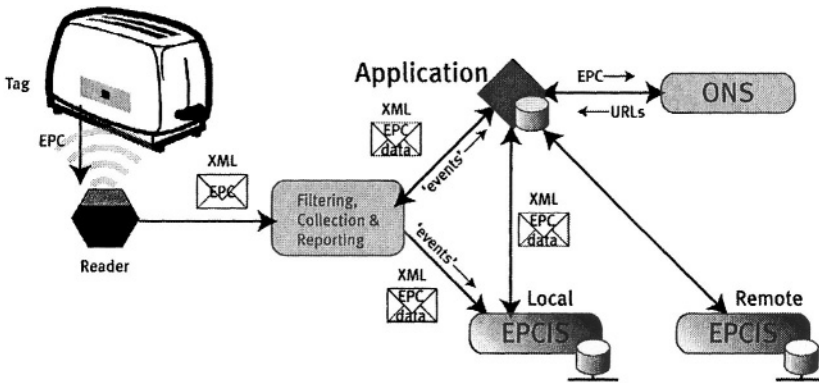 Tag
EPC
Reader
XML
EPC
Filtering,
Collection &
Reporting
XML
EPC
data
'events'
'events'
XML
EPC
data
Application
EPC
URLs
ONS
XML
EPC
data
Local
EPCIS
Remote
EPCIS